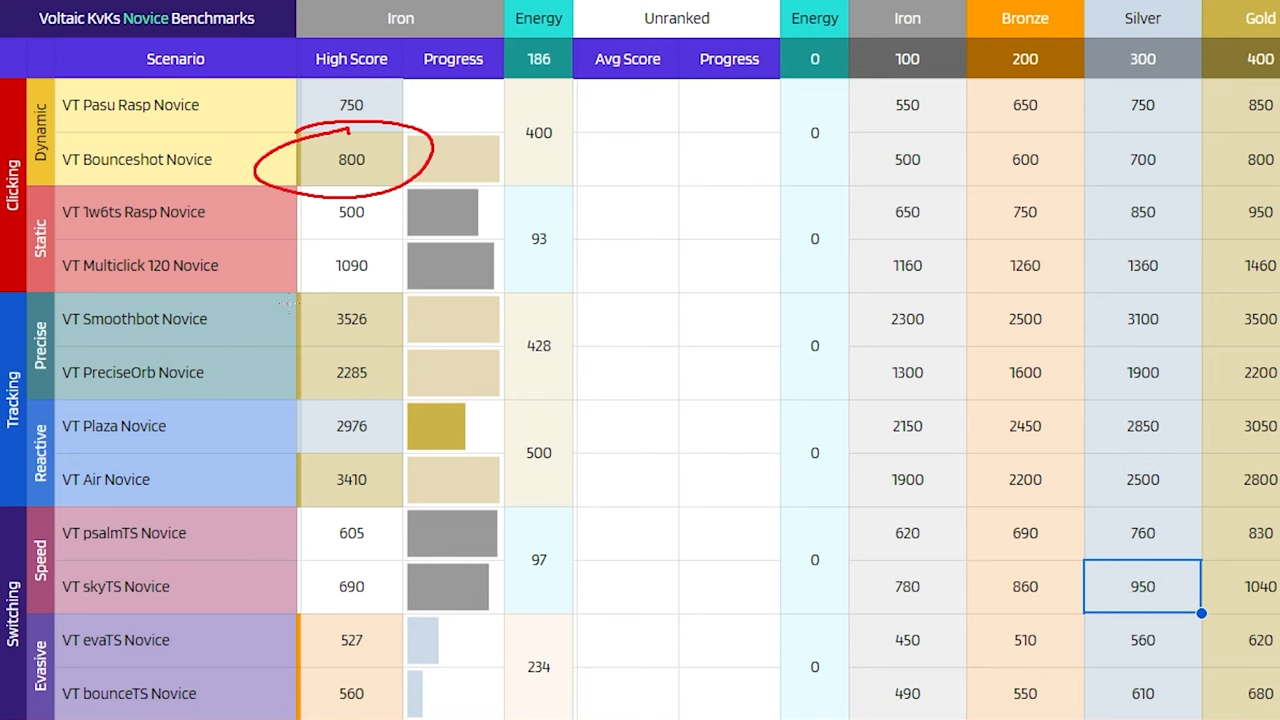 Voltaic KvKs Novice Benchmarks Iron Energy Unranked Energy Iron Bronze Silver Gold
Scenario High Score Progress 186 Avg Score Progress 0 100 200 300 400
Clicking
Dynamic
VT Pasu Rasp Novice 750 400 0 550 650 750 850
VT Bounceshot Novice 800 500 600 700 800
Static
VT 1w6ts Rasp Novice 500 93 0 650 750 850 950
VT Multiclick 120 Novice 1090 1160 1260 1360 1460
Tracking
Precise
VT Smoothbot Novice 3526 428 0 2300 2500 3100 3500
VT PreciseOrb Novice 2285 1300 1600 1900 2200
Reactive
VT Plaza Novice 2976 500 0 2150 2450 2850 3050
VT Air Novice 3410 1900 2200 2500 2800
Switching
Speed
VT psalmTS Novice 605 97 0 620 690 760 830
VT skyTS Novice 690 780 860 950 1040
Evasive
VT evaTS Novice 527 234 0 450 510 560 620
VT bounceTS Novice 560 490 550 610 680